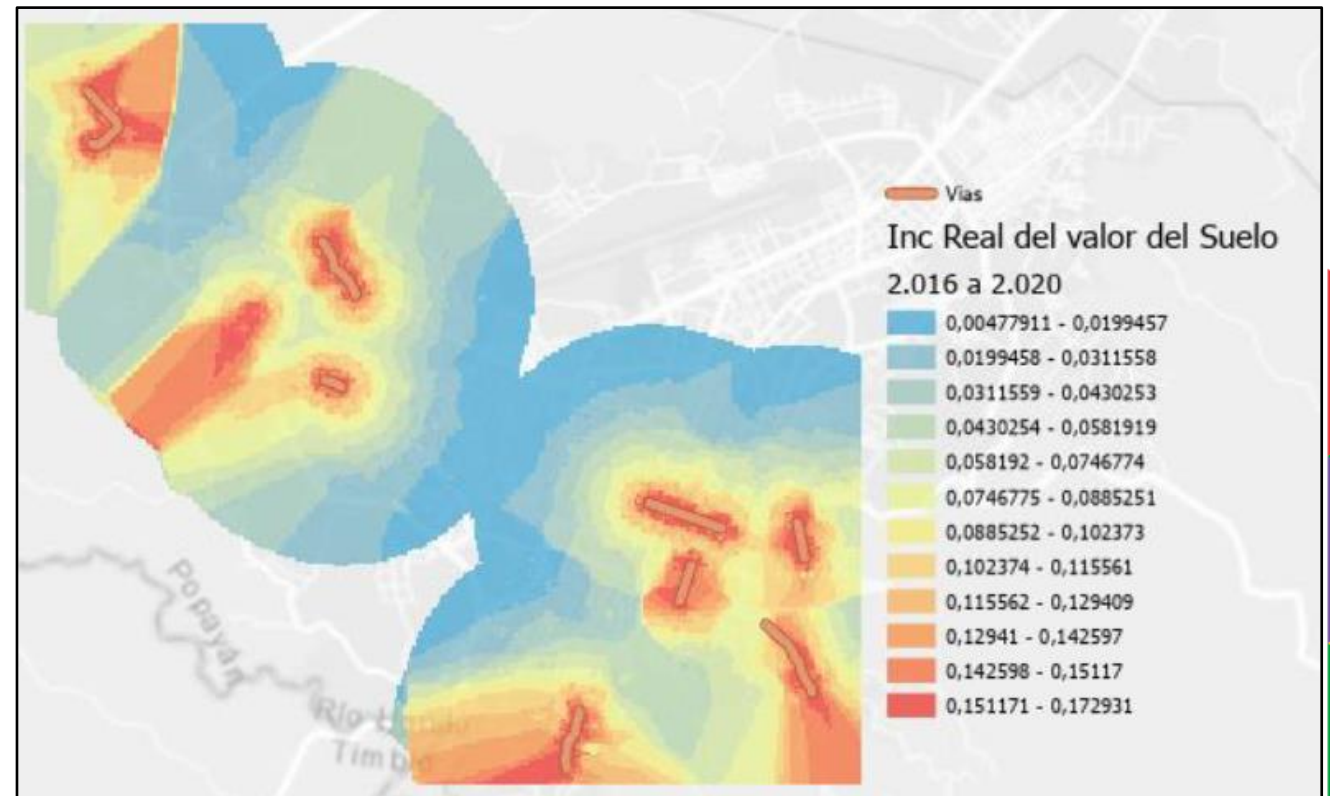 Vias
Inc Real del valor del Suelo
2.016 a 2.020
0,00477911 - 0,0199457
0,0199458 - 0,0311558
0,0311559 - 0,0430253
0,0430254 - 0,0581919
0,058192 - 0,0746774
0,0746775 - 0,0885251
0,0885252 - 0,102373
0,102374 - 0,115561
0,115562 - 0,129409
0,12941 - 0,142597
0,142598 - 0,15117
0,151171 - 0,172931
Popayán
Río
Timbío